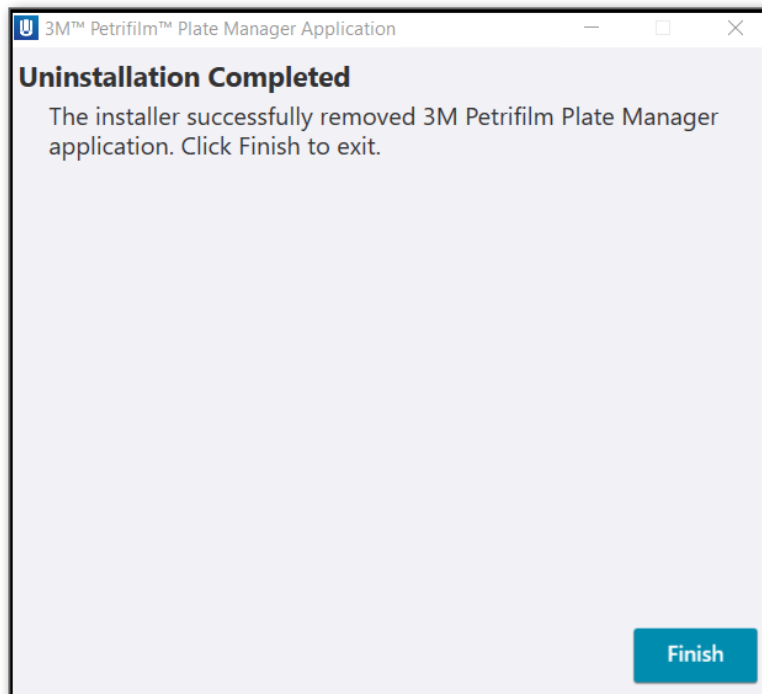 3M™ Petrifilm™ Plate Manager Application
Uninstallation Completed
The installer successfully removed 3M Petrifilm Plate Manager
application. Click Finish to exit.
Finish